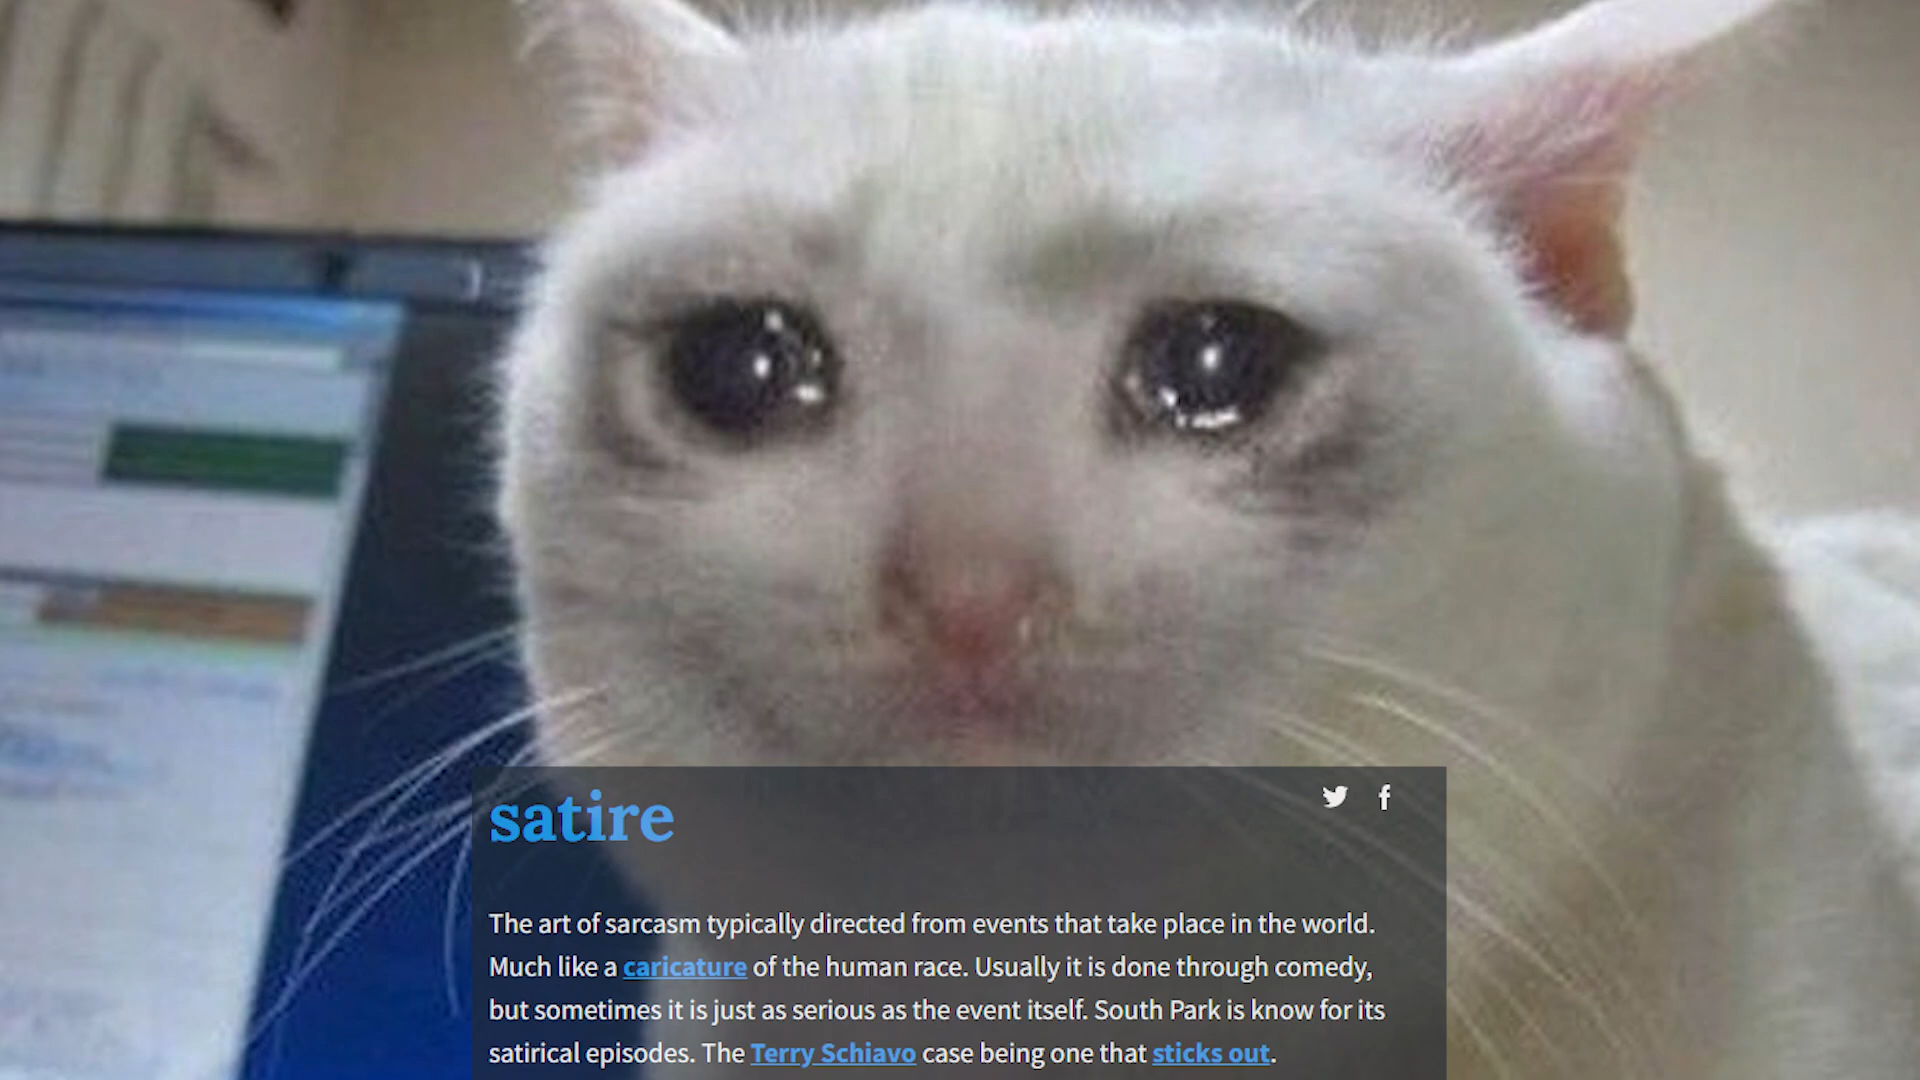 satire
The art of sarcasm typically directed from events that take place in the world.
Much like a caricature of the human race. Usually it is done through comedy,
but sometimes it is just as serious as the event itself. South Park is know for its
satirical episodes. The Terry Schiavo case being one that sticks out.